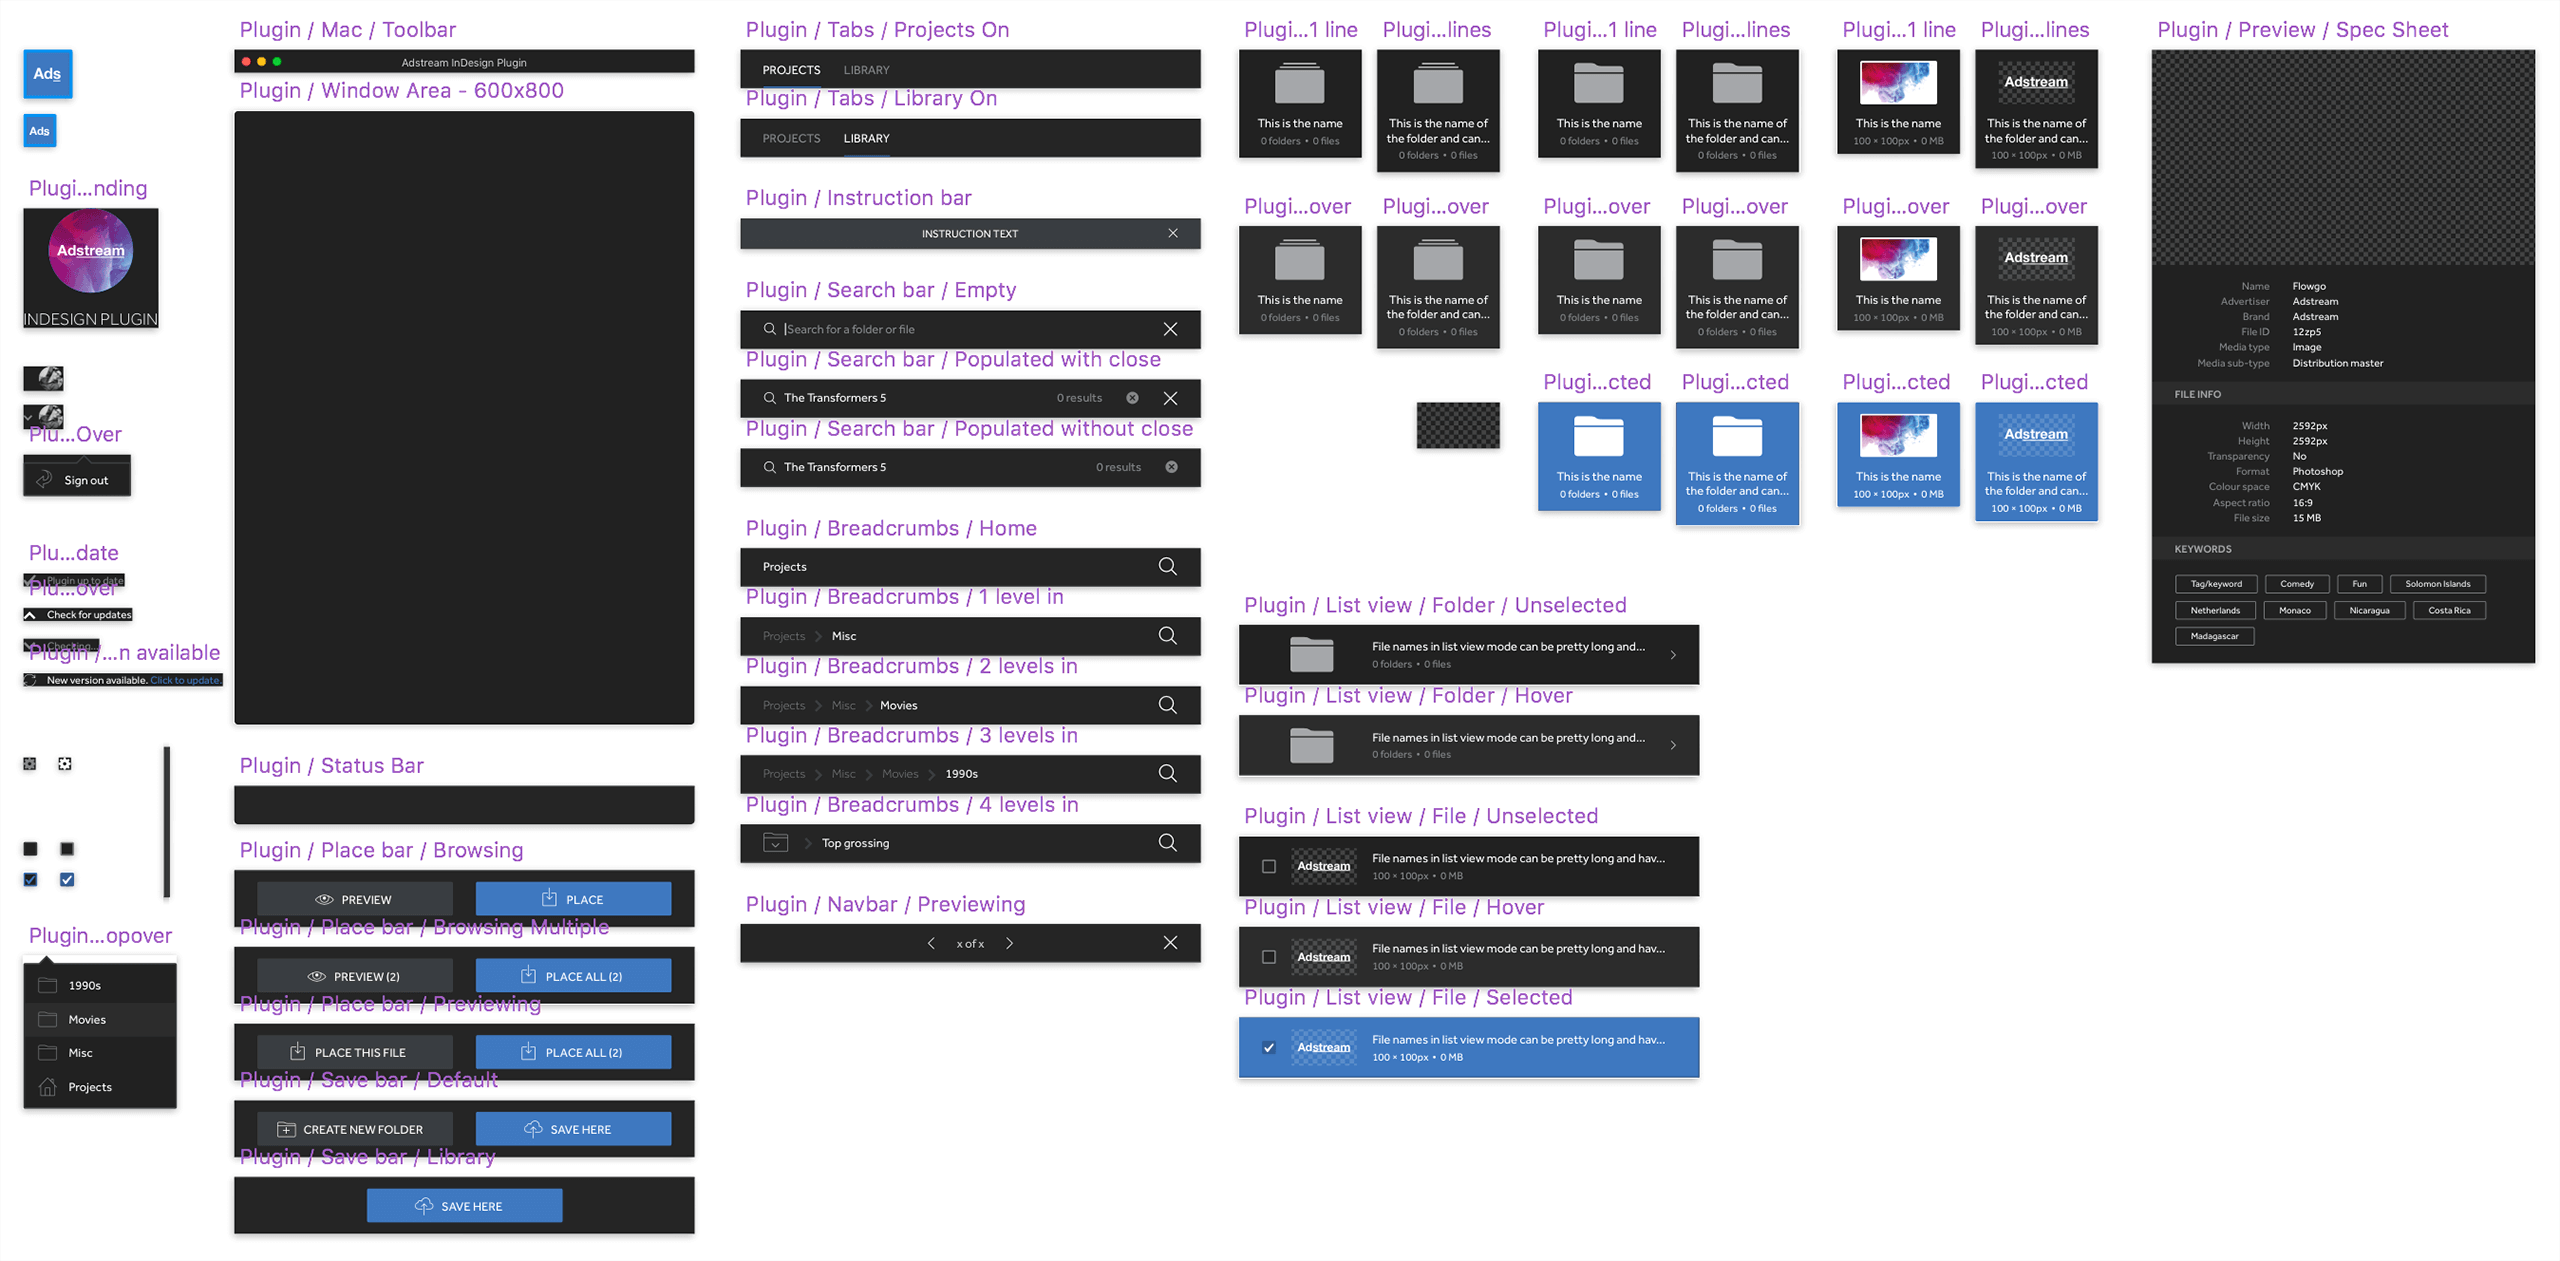 Ads
Ads
Plugi...nding
Adstream
INDESIGN PLUGIN
Plu...Over
Sign out
Plu...date
Plugin up to date
Plu...over
Check for updates
Checking...
Plugin /...n available
New version available. Click to update.
Plugin...opover
1990s
Movies
Misc
Projects
Plugin / Mac / Toolbar
Adstream InDesign Plugin
Plugin / Window Area - 600x800
Plugin / Status Bar
Plugin / Place bar / Browsing
PREVIEW
PLACE
Plugin / Place bar / Browsing Multiple
PREVIEW (2)
PLACE ALL (2)
Plugin / Place bar / Previewing
PLACE THIS FILE
PLACE ALL (2)
Plugin / Save bar / Default
CREATE NEW FOLDER
SAVE HERE
Plugin / Save bar / Library
SAVE HERE
Plugin / Tabs / Projects On
PROJECTS LIBRARY
Plugin / Tabs / Library On
PROJECTS LIBRARY
Plugin / Instruction bar
INSTRUCTION TEXT
Plugin / Search bar / Empty
Search for a folder or file
Plugin / Search bar / Populated with close
The Transformers 5 0 results
Plugin / Search bar / Populated without close
The Transformers 5 0 results
Plugin / Breadcrumbs / Home
Projects
Plugin / Breadcrumbs / 1 level in
Projects Misc
Plugin / Breadcrumbs / 2 levels in
Projects Misc Movies
Plugin / Breadcrumbs / 3 levels in
Projects Misc Movies 1990s
Plugin / Breadcrumbs / 4 levels in
Top grossing
Plugin / Navbar / Previewing
x of x
Plugi...1 line
This is the name
0 folders • 0 files
Plugi...lines
This is the name of
the folder and can...
0 folders • 0 files
Plugi...1 line
This is the name
0 folders • 0 files
Plugi...lines
This is the name of
the folder and can...
0 folders • 0 files
Plugi...1 line
This is the name
100 × 100px • 0 MB
Plugi...lines
Adstream
This is the name of
the folder and can...
100 × 100px • 0 MB
Plugi...over
This is the name
0 folders • 0 files
Plugi...over
This is the name of
the folder and can...
0 folders • 0 files
Plugi...over
This is the name
0 folders • 0 files
Plugi...over
This is the name of
the folder and can...
0 folders • 0 files
Plugi...over
This is the name
100 × 100px • 0 MB
Plugi...over
Adstream
This is the name of
the folder and can...
100 × 100px • 0 MB
Plugi...cted
This is the name
0 folders • 0 files
Plugi...cted
This is the name of
the folder and can...
0 folders • 0 files
Plugi...cted
This is the name
100 × 100px • 0 MB
Plugi...cted
Adstream
This is the name of
the folder and can...
100 × 100px • 0 MB
Plugin / List view / Folder / Unselected
File names in list view mode can be pretty long and...
0 folders • 0 files
Plugin / List view / Folder / Hover
File names in list view mode can be pretty long and...
0 folders • 0 files
Plugin / List view / File / Unselected
Adstream
File names in list view mode can be pretty long and hav...
100 × 100px • 0 MB
Plugin / List view / File / Hover
Adstream
File names in list view mode can be pretty long and hav...
100 × 100px • 0 MB
Plugin / List view / File / Selected
Adstream
File names in list view mode can be pretty long and hav...
100 × 100px • 0 MB
Plugin / Preview / Spec Sheet
Name Flowgo
Advertiser Adstream
Brand Adstream
File ID 12zp5
Media type Image
Media sub-type Distribution master
FILE INFO
Width 2592px
Height 2592px
Transparency No
Format Photoshop
Colour space CMYK
Aspect ratio 16:9
File size 15 MB
KEYWORDS
Tag/keyword Comedy Fun Solomon Islands
Netherlands Monaco Nicaragua Costa Rica
Madagascar